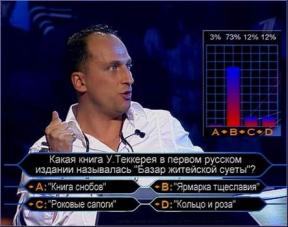 3% 73% 12% 12%
A B C D
Какая книга У.Теккерея в первом русском
издании называлась "Базар житейской суеты"?
A: "Книга снобов"
B: "Ярмарка тщеславия"
C: "Роковые сапоги"
D: "Кольцо и роза"